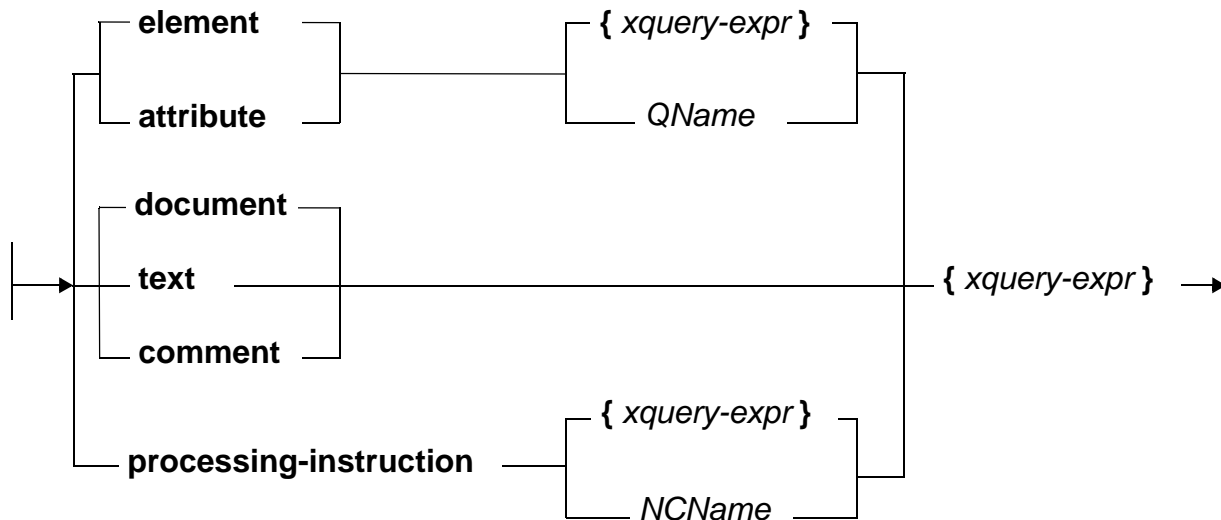 element { xquery-expr }
attribute QName
document
text { xquery-expr }
comment
{ xquery-expr }
processing-instruction
NCName